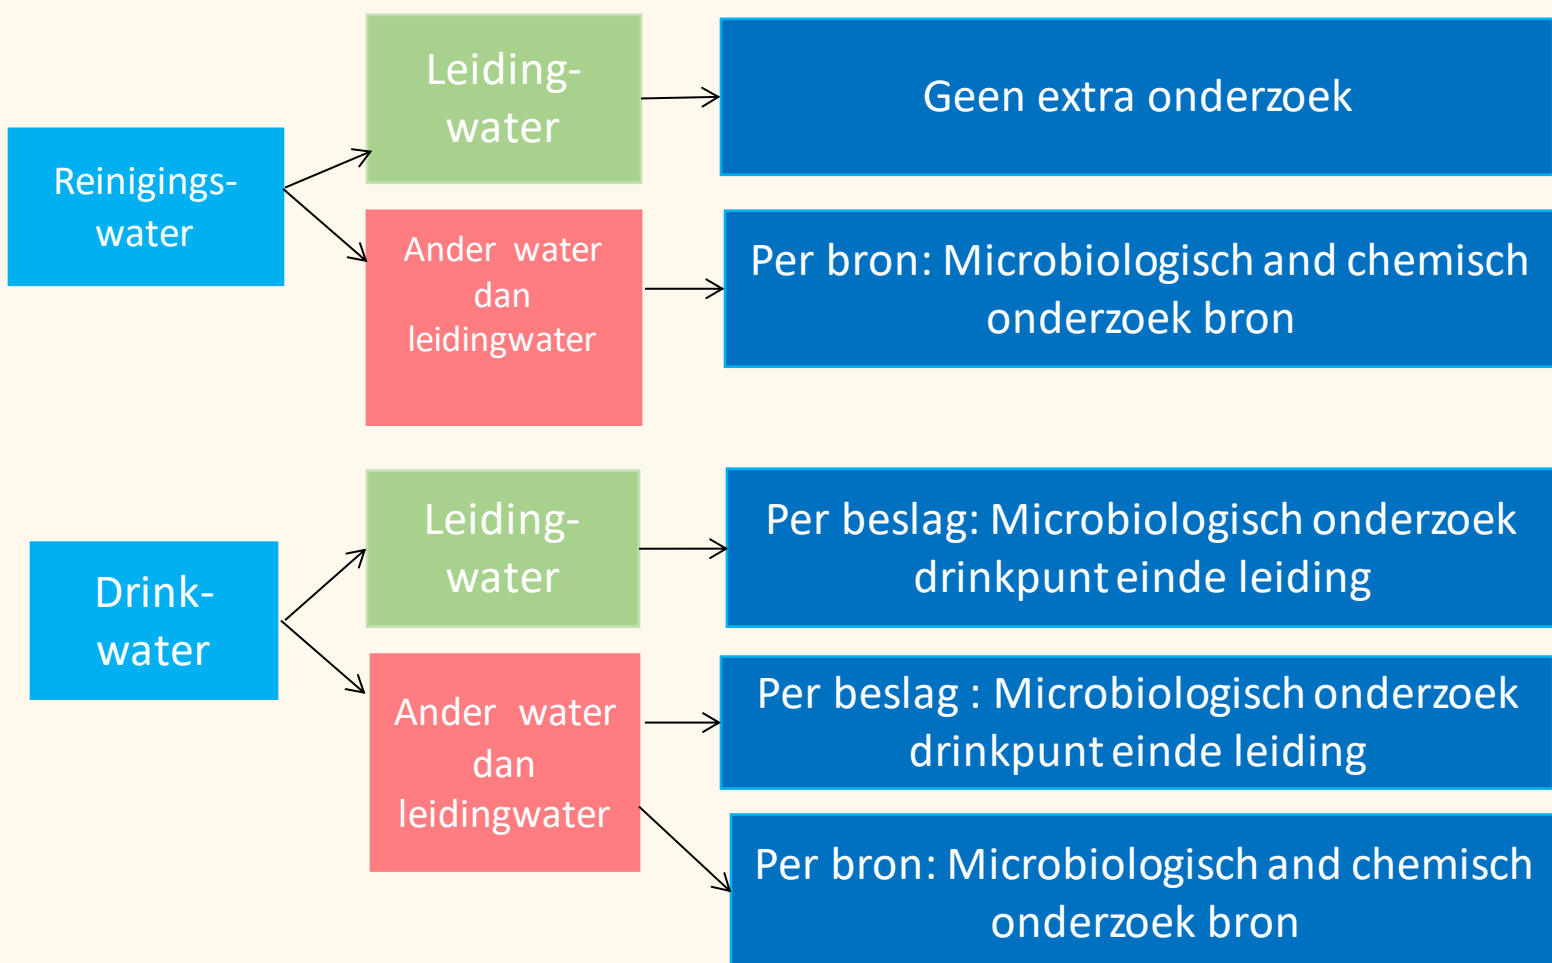 Reinigings-
water
Leiding-
water
Geen extra onderzoek
Ander water
dan
leidingwater
Per bron: Microbiologisch and chemisch
onderzoek bron
Drink-
water
Leiding-
water
Per beslag: Microbiologisch onderzoek
drinkpunt einde leiding
Ander water
dan
leidingwater
Per beslag : Microbiologisch onderzoek
drinkpunt einde leiding
Per bron: Microbiologisch and chemisch
onderzoek bron